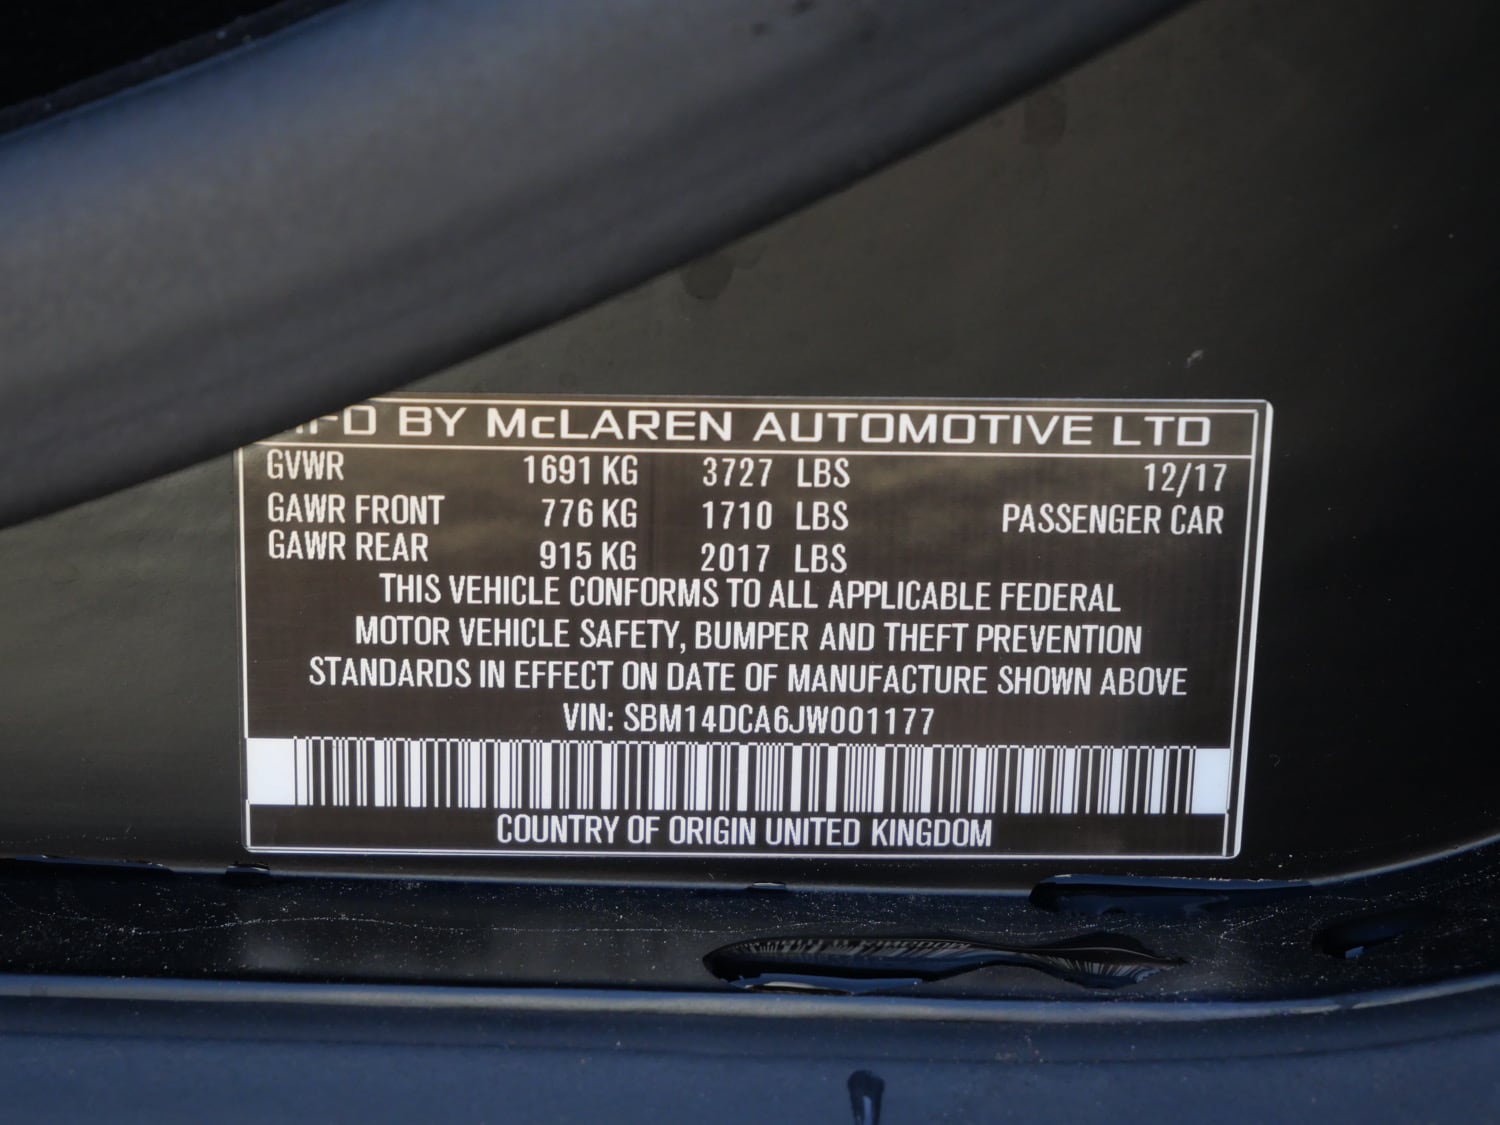 MFD BY McLAREN AUTOMOTIVE LTD
GVWR 1691 KG 3727 LBS 12/17
GAWR FRONT 776 KG 1710 LBS PASSENGER CAR
GAWR REAR 915 KG 2017 LBS
THIS VEHICLE CONFORMS TO ALL APPLICABLE FEDERAL
MOTOR VEHICLE SAFETY, BUMPER AND THEFT PREVENTION
STANDARDS IN EFFECT ON DATE OF MANUFACTURE SHOWN ABOVE
VIN: SBM14DCA6JW001177
COUNTRY OF ORIGIN UNITED KINGDOM